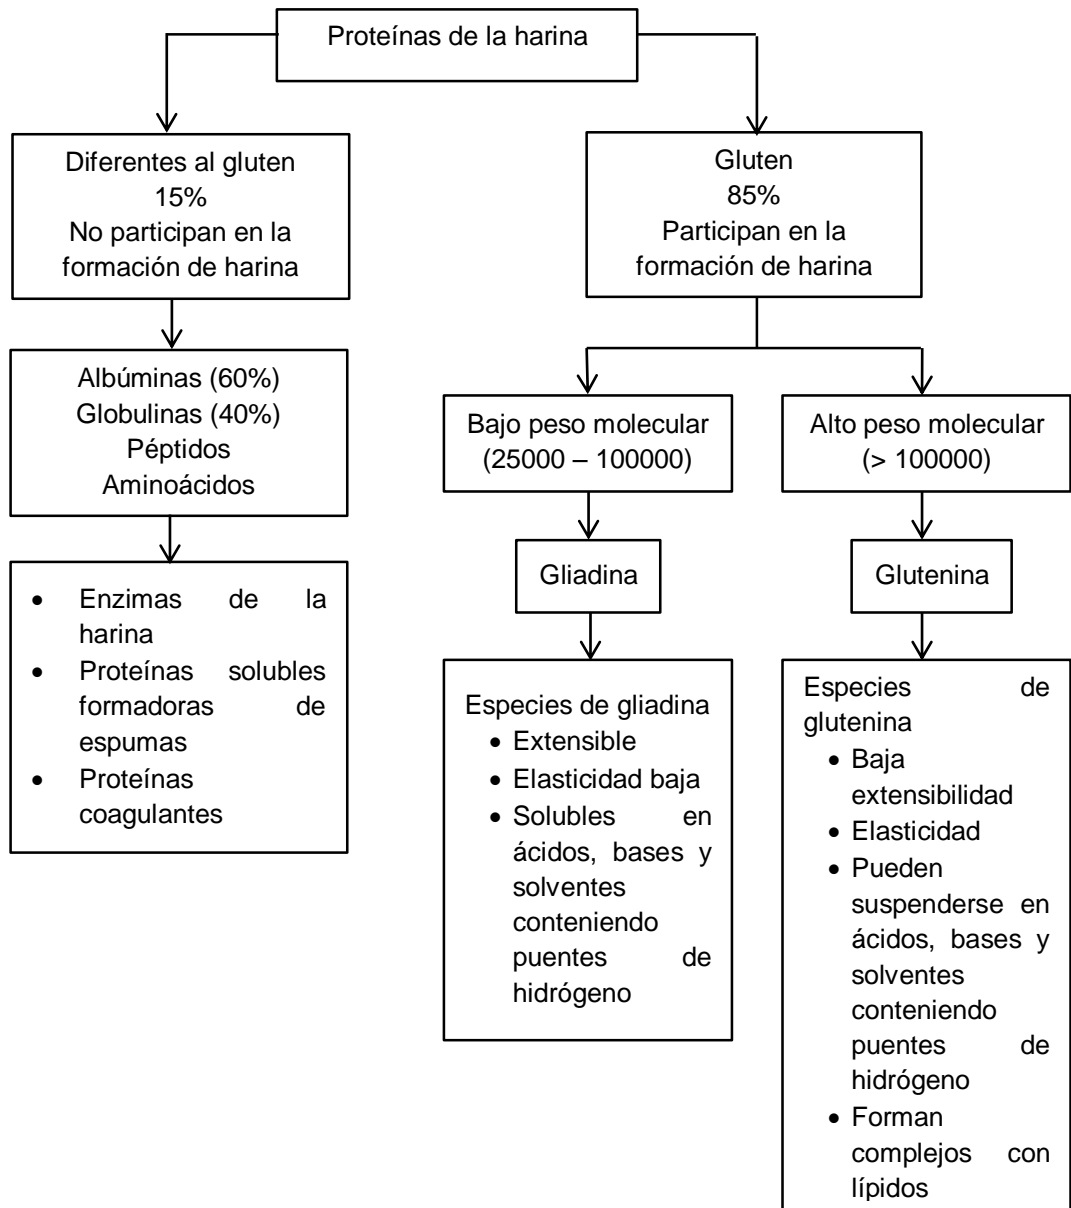 Proteínas de la harina
Diferentes al gluten
15%
No participan en la
formación de harina
Gluten
85%
Participan en la
formación de harina
Albúminas (60%)
Globulinas (40%)
Péptidos
Aminoácidos
Bajo peso molecular
(25000 – 100000)
Alto peso molecular
(> 100000)
Gliadina
Glutenina
• Enzimas de la
harina
• Proteínas solubles
formadoras de
espumas
• Proteínas
coagulantes
Especies de gliadina
• Extensible
• Elasticidad baja
• Solubles en
ácidos, bases y
solventes
conteniendo
puentes de
hidrógeno
Especies de
glutenina
• Baja
extensibilidad
• Elasticidad
• Pueden
suspenderse en
ácidos, bases y
solventes
conteniendo
puentes de
hidrógeno
• Forman
complejos con
lípidos